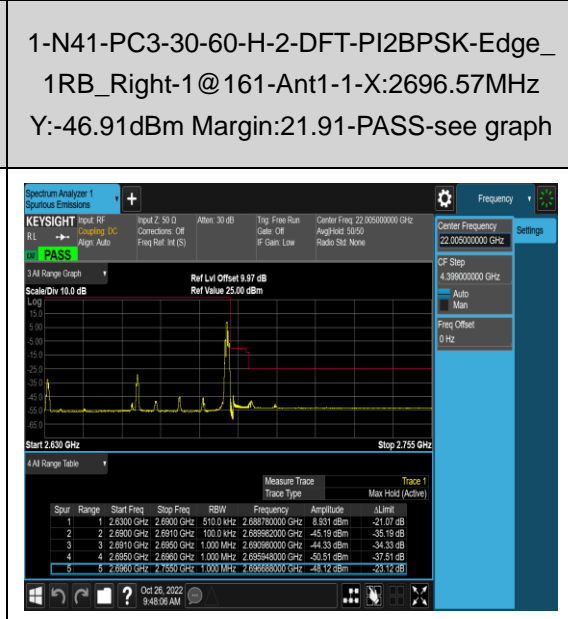 1-N41-PC3-30-60-H-2-DFT-PI2BPSK-Edge_
1RB_Right-1@161-Ant1-1-X:2696.57MHz
Y:-46.91dBm Margin:21.91-PASS-see graph
Spectrum Analyzer 1
Spurious Emissions
Frequency
KEYSIGHT Input: RF Input Z: 50 Ω Atten: 30 dB Trig: Free Run Center Freq: 22.005000000 GHz
RL Coupling: DC Corrections: Off Gate: Off Avg|Hold: 50/50
Align: Auto Freq Ref: Int (S) IF Gain: Low Radio Std: None
PASS
Center Frequency
22.005000000 GHz
Settings
CF Step
4.399000000 GHz
Auto
Man
Freq Offset
0 Hz
3 All Range Graph
Ref Lvl Offset 9.97 dB
Scale/Div 10.0 dB Ref Value 25.00 dBm
Log
15.0
5.00
-5.00
-15.0
-25.0
-35.0
-45.0
-55.0
-65.0
Start 2.630 GHz Stop 2.755 GHz
4 All Range Table
Measure Trace Trace 1
Trace Type Max Hold (Active)
Spur Range Start Freq Stop Freq RBW Frequency Amplitude ΔLimit
1 1 2.6300 GHz 2.6900 GHz 510.0 kHz 2.688780000 GHz 8.931 dBm -21.07 dB
2 2 2.6900 GHz 2.6910 GHz 100.0 kHz 2.689982000 GHz -45.19 dBm -35.19 dB
3 3 2.6910 GHz 2.6950 GHz 1.000 MHz 2.690980000 GHz -44.33 dBm -34.33 dB
4 4 2.6950 GHz 2.6960 GHz 1.000 MHz 2.695948000 GHz -50.51 dBm -37.51 dB
5 5 2.6960 GHz 2.7550 GHz 1.000 MHz 2.696688000 GHz -48.12 dBm -23.12 dB
Oct 26, 2022
9:48:06 AM